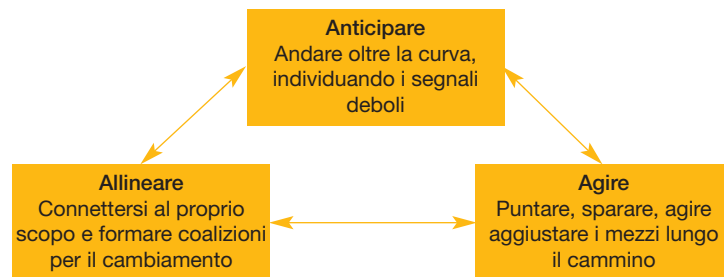 Anticipare
Andare oltre la curva,
individuando i segnali
deboli
Allineare
Connettersi al proprio
scopo e formare coalizioni
per il cambiamento
Agire
Puntare, sparare, agire
aggiustare i mezzi lungo
il cammino